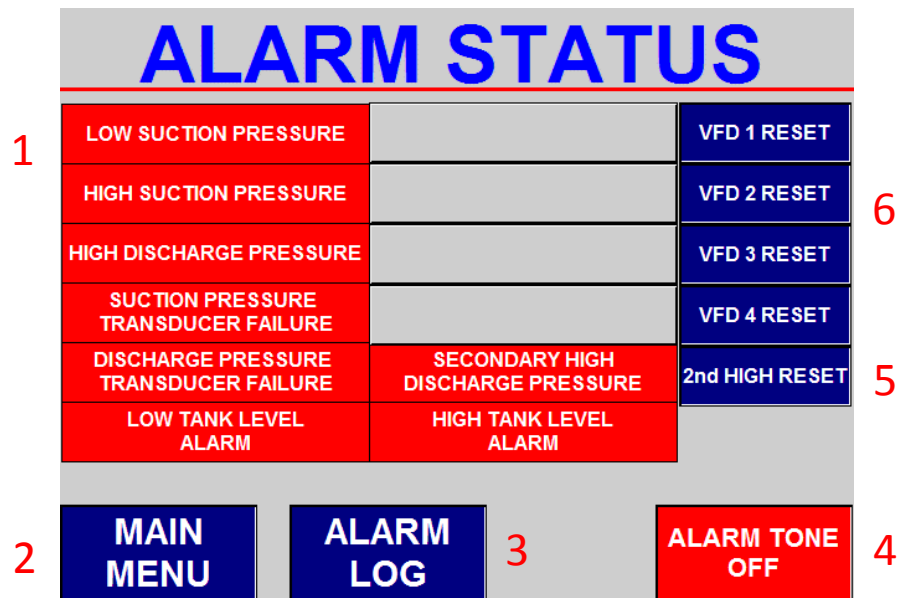 ALARM STATUS
1
LOW SUCTION PRESSURE
VFD 1 RESET
HIGH SUCTION PRESSURE
VFD 2 RESET
6
HIGH DISCHARGE PRESSURE
VFD 3 RESET
SUCTION PRESSURE
TRANSDUCER FAILURE
VFD 4 RESET
DISCHARGE PRESSURE
TRANSDUCER FAILURE
SECONDARY HIGH
DISCHARGE PRESSURE
2nd HIGH RESET
5
LOW TANK LEVEL
ALARM
HIGH TANK LEVEL
ALARM
2
MAIN
MENU
ALARM
LOG
3
ALARM TONE
OFF
4